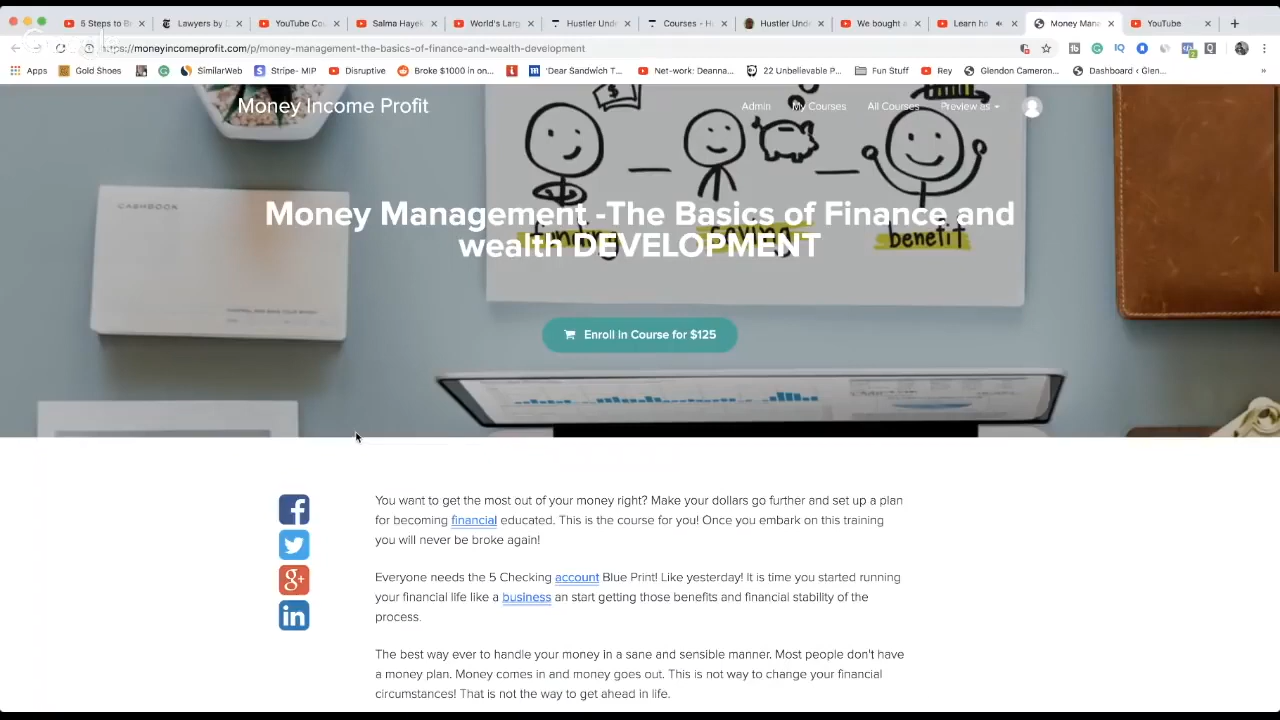 5 Steps to B
Lawyers by D
YouTube Cou
Salma Hayek
World's Larg
Hustler Unde
Courses - H
Hustler Unde
We bought a
Learn ho
Money Mana
YouTube
https://moneyincomeprofit.com/p/money-management-the-basics-of-finance-and-wealth-development
Apps
Gold Shoes
SimilarWeb
Stripe- MIP
Disruptive
Broke $1000 in on...
'Dear Sandwich T...
Net-work: Deanna...
22 Unbelievable P...
Fun Stuff
Rey
Glendon Cameron...
Dashboard ‹ Glen...
»
Money Income Profit
Admin
My Courses
All Courses
Preview as
CASHBOOK
Money Management -The Basics of Finance and
wealth DEVELOPMENT
funding
saving
benefit
Enroll in Course for $125
You want to get the most out of your money right? Make your dollars go further and set up a plan
for becoming financial educated. This is the course for you! Once you embark on this training
you will never be broke again!
Everyone needs the 5 Checking account Blue Print! Like yesterday! It is time you started running
your financial life like a business an start getting those benefits and financial stability of the
process.
The best way ever to handle your money in a sane and sensible manner. Most people don't have
a money plan. Money comes in and money goes out. This is not way to change your financial
circumstances! That is not the way to get ahead in life.